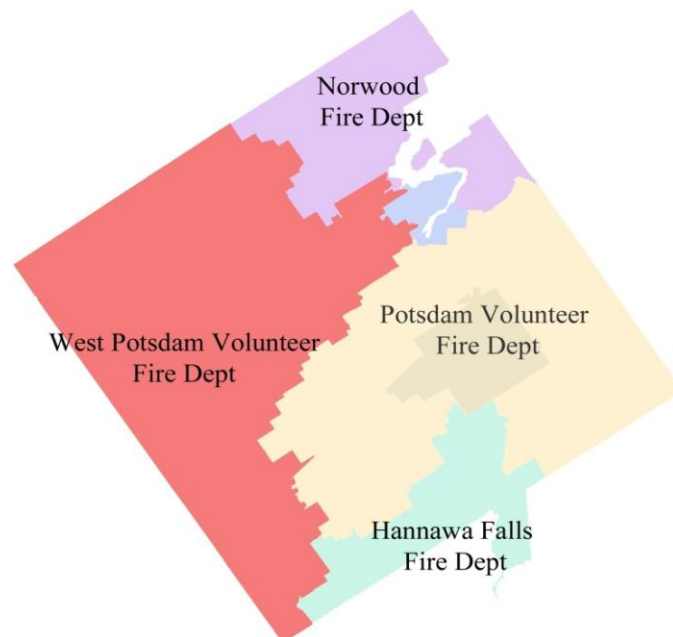 Norwood
Fire Dept
Potsdam Volunteer
Fire Dept
West Potsdam Volunteer
Fire Dept
Hannawa Falls
Fire Dept